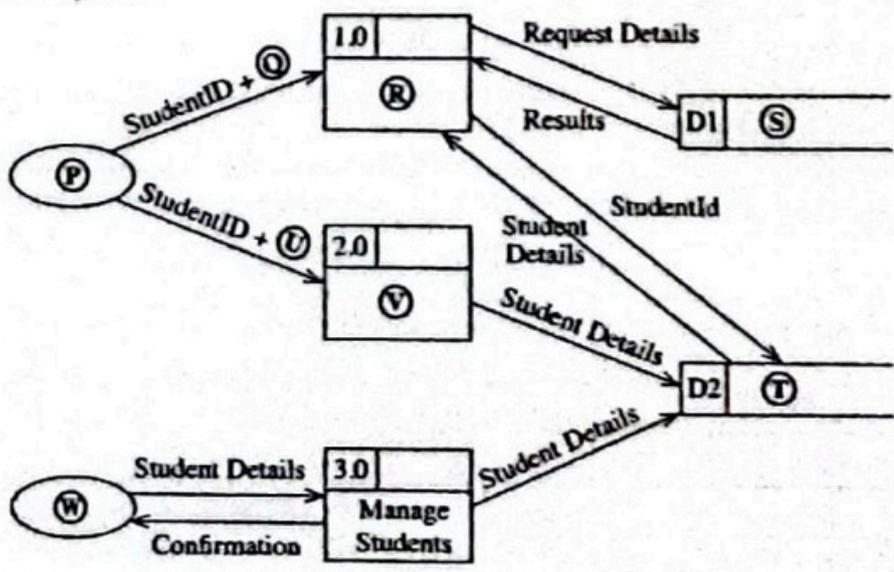 1.0
Request Details
StudentID + Q
R
Results
D1
S
P
StudentId
StudentID + U
2.0
Student
Details
V
Student Details
D2
T
Student Details
3.0
Student Details
W
Manage
Students
Confirmation